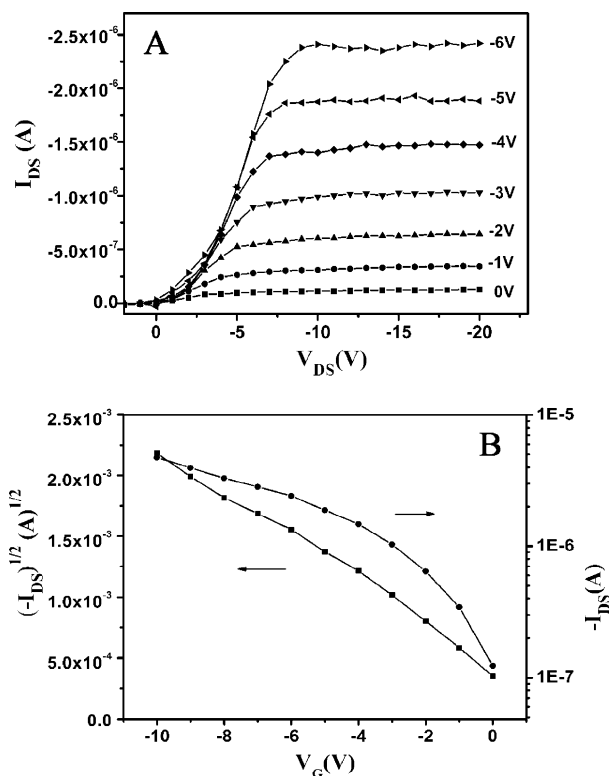 A
I_DS (A)
-2.5x10^-6
-2.0x10^-6
-1.5x10^-6
-1.0x10^-6
-5.0x10^-7
0.0
-6V
-5V
-4V
-3V
-2V
-1V
0V
0 -5 -10 -15 -20
V_DS(V)
B
(-I_DS)^1/2 (A)^1/2
2.5x10^-3
2.0x10^-3
1.5x10^-3
1.0x10^-3
5.0x10^-4
0.0
1E-5
1E-6
1E-7
-I_DS(A)
-10 -8 -6 -4 -2 0
V_G(V)